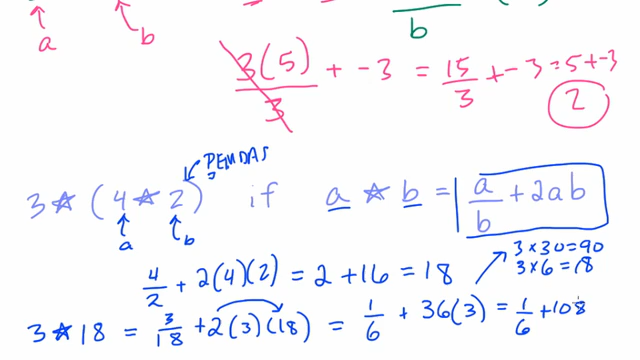 a b b
3(5)/3 + -3 = 15/3 + -3 = 5 + -3
2
PEMDAS
3 ☆ (4 ☆ 2) if a ☆ b = a/b + 2ab
a b
3 × 30 = 90
3 × 6 = 18
4/2 + 2(4)(2) = 2 + 16 = 18
3 ☆ 18 = 3/18 + 2(3)(18) = 1/6 + 36(3) = 1/6 + 108